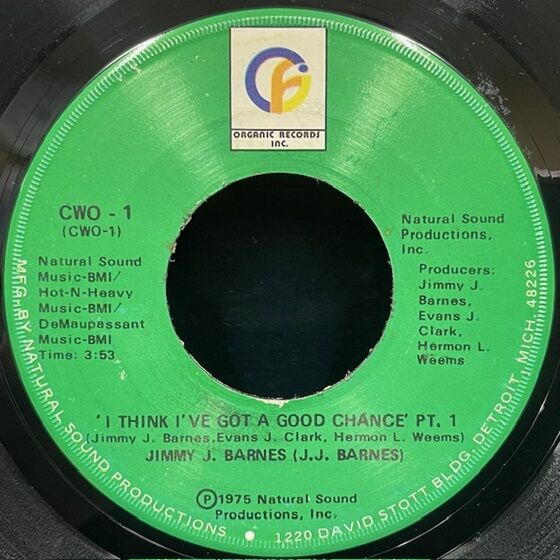 ORGANIC RECORDS
INC.
CWO - 1
(CWO-1)
Natural Sound
Music-BMI/
Hot-N-Heavy
Music-BMI/
DeMaupassant
Music-BMI
Time: 3:53
Natural Sound
Productions,
Inc.
Producers:
Jimmy J.
Barnes,
Evans J.
Clark,
Hermon L.
Weems
'I THINK I'VE GOT A GOOD CHANCE' PT. 1
(Jimmy J. Barnes,Evans J. Clark, Hermon L. Weems)
JIMMY J. BARNES (J.J. BARNES)
Ⓟ1975 Natural Sound
Productions, Inc.
MFG. BY NATURAL SOUND PRODUCTIONS • 1220 DAVID STOTT BLDG. DETROIT, MICH. 48226